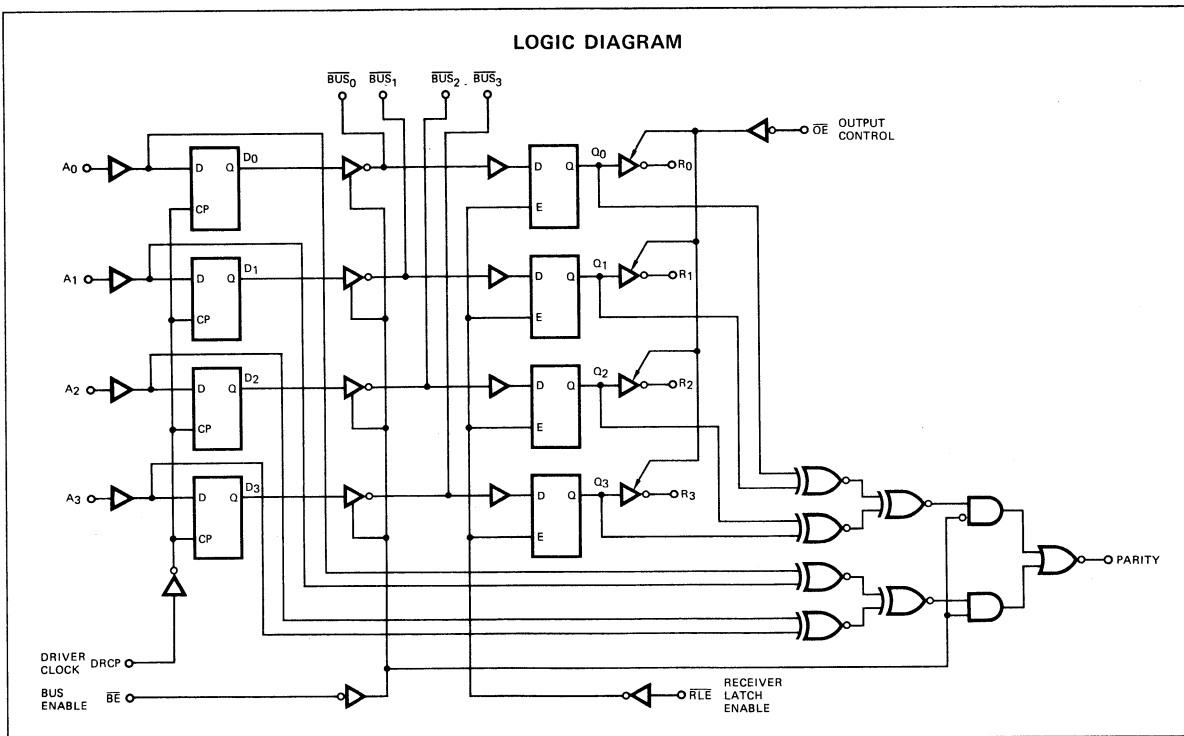 LOGIC DIAGRAM
BUS0 BUS1 BUS2 - BUS3
OE OUTPUT CONTROL
A0 D Q D0 CP D Q E Q0 R0
A1 D Q D1 CP D Q E Q1 R1
A2 D Q D2 CP D Q E Q2 R2
A3 D Q D3 CP D Q E Q3 R3
PARITY
DRIVER CLOCK DRCP
BUS ENABLE BE
RLE RECEIVER LATCH ENABLE